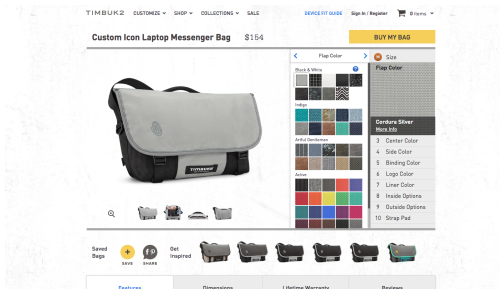 TIMBUK2 CUSTOMIZE SHOP COLLECTIONS SALE DEVICE FIT GUIDE Sign In / Register 0 items
Custom Icon Laptop Messenger Bag $154 BUY MY BAG
Flap Color
Size
Black & White
Flap Color
Indigo
Cordura Silver
More Info
Artful Gentleman
3 Center Color
4 Side Color
5 Binding Color
Active
6 Logo Color
7 Liner Color
8 Inside Options
9 Outside Options
10 Strap Pad
TIMBUK2
Saved Bags
SAVE
SHARE
Get Inspired
Features Dimensions Lifetime Warranty Reviews